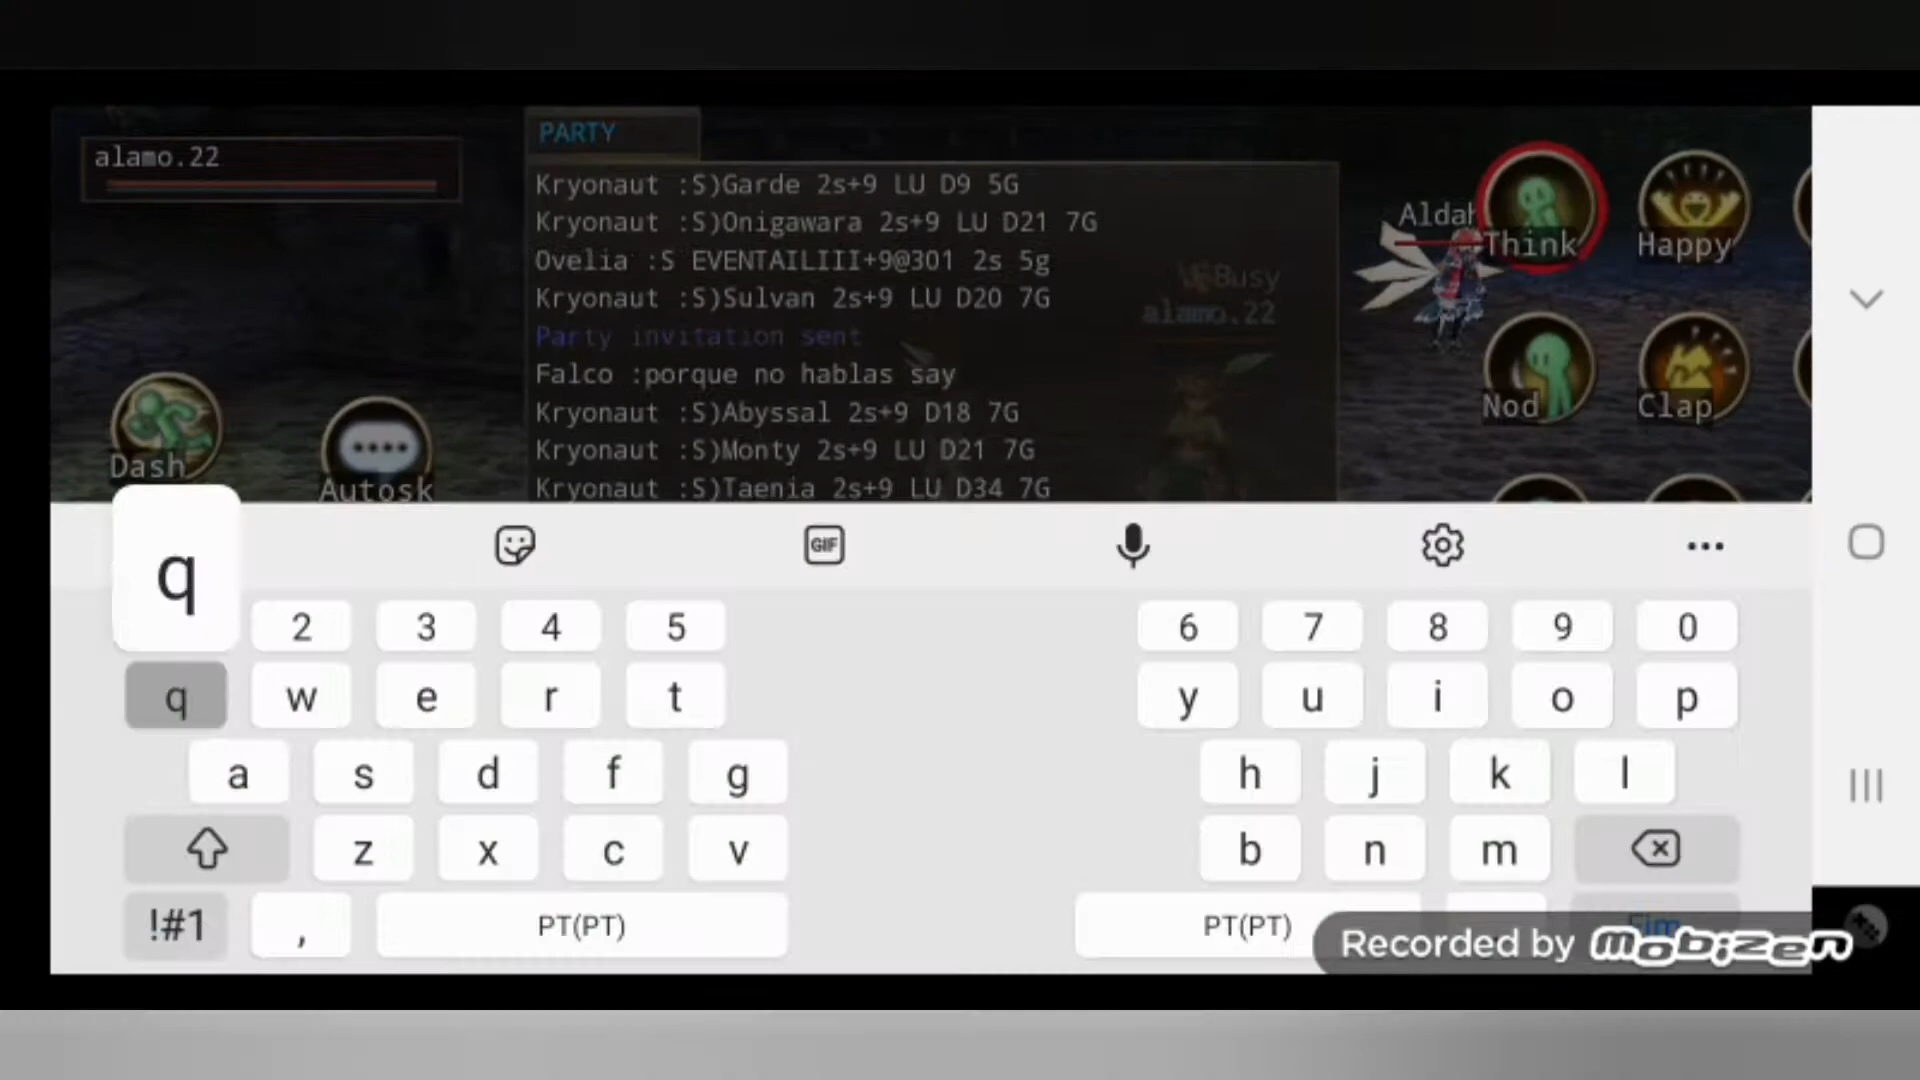 alamo.22
PARTY
Kryonaut :S)Garde 2s+9 LU D9 5G
Kryonaut :S)Onigawara 2s+9 LU D21 7G
Ovelia :S EVENTAILIII+9@301 2s 5g
Kryonaut :S)Sulvan 2s+9 LU D20 7G
Party invitation sent
Falco :porque no hablas say
Kryonaut :S)Abyssal 2s+9 D18 7G
Kryonaut :S)Monty 2s+9 LU D21 7G
Kryonaut :S)Taenia 2s+9 LU D34 7G
Busy
alamo.22
Think
Happy
Nod
Clap
Dash
Autosk
q
GIF
2 3 4 5 6 7 8 9 0
q w e r t y u i o p
a s d f g h j k l
z x c v b n m
!#1 , PT(PT) PT(PT) Fim
Recorded by mobizen